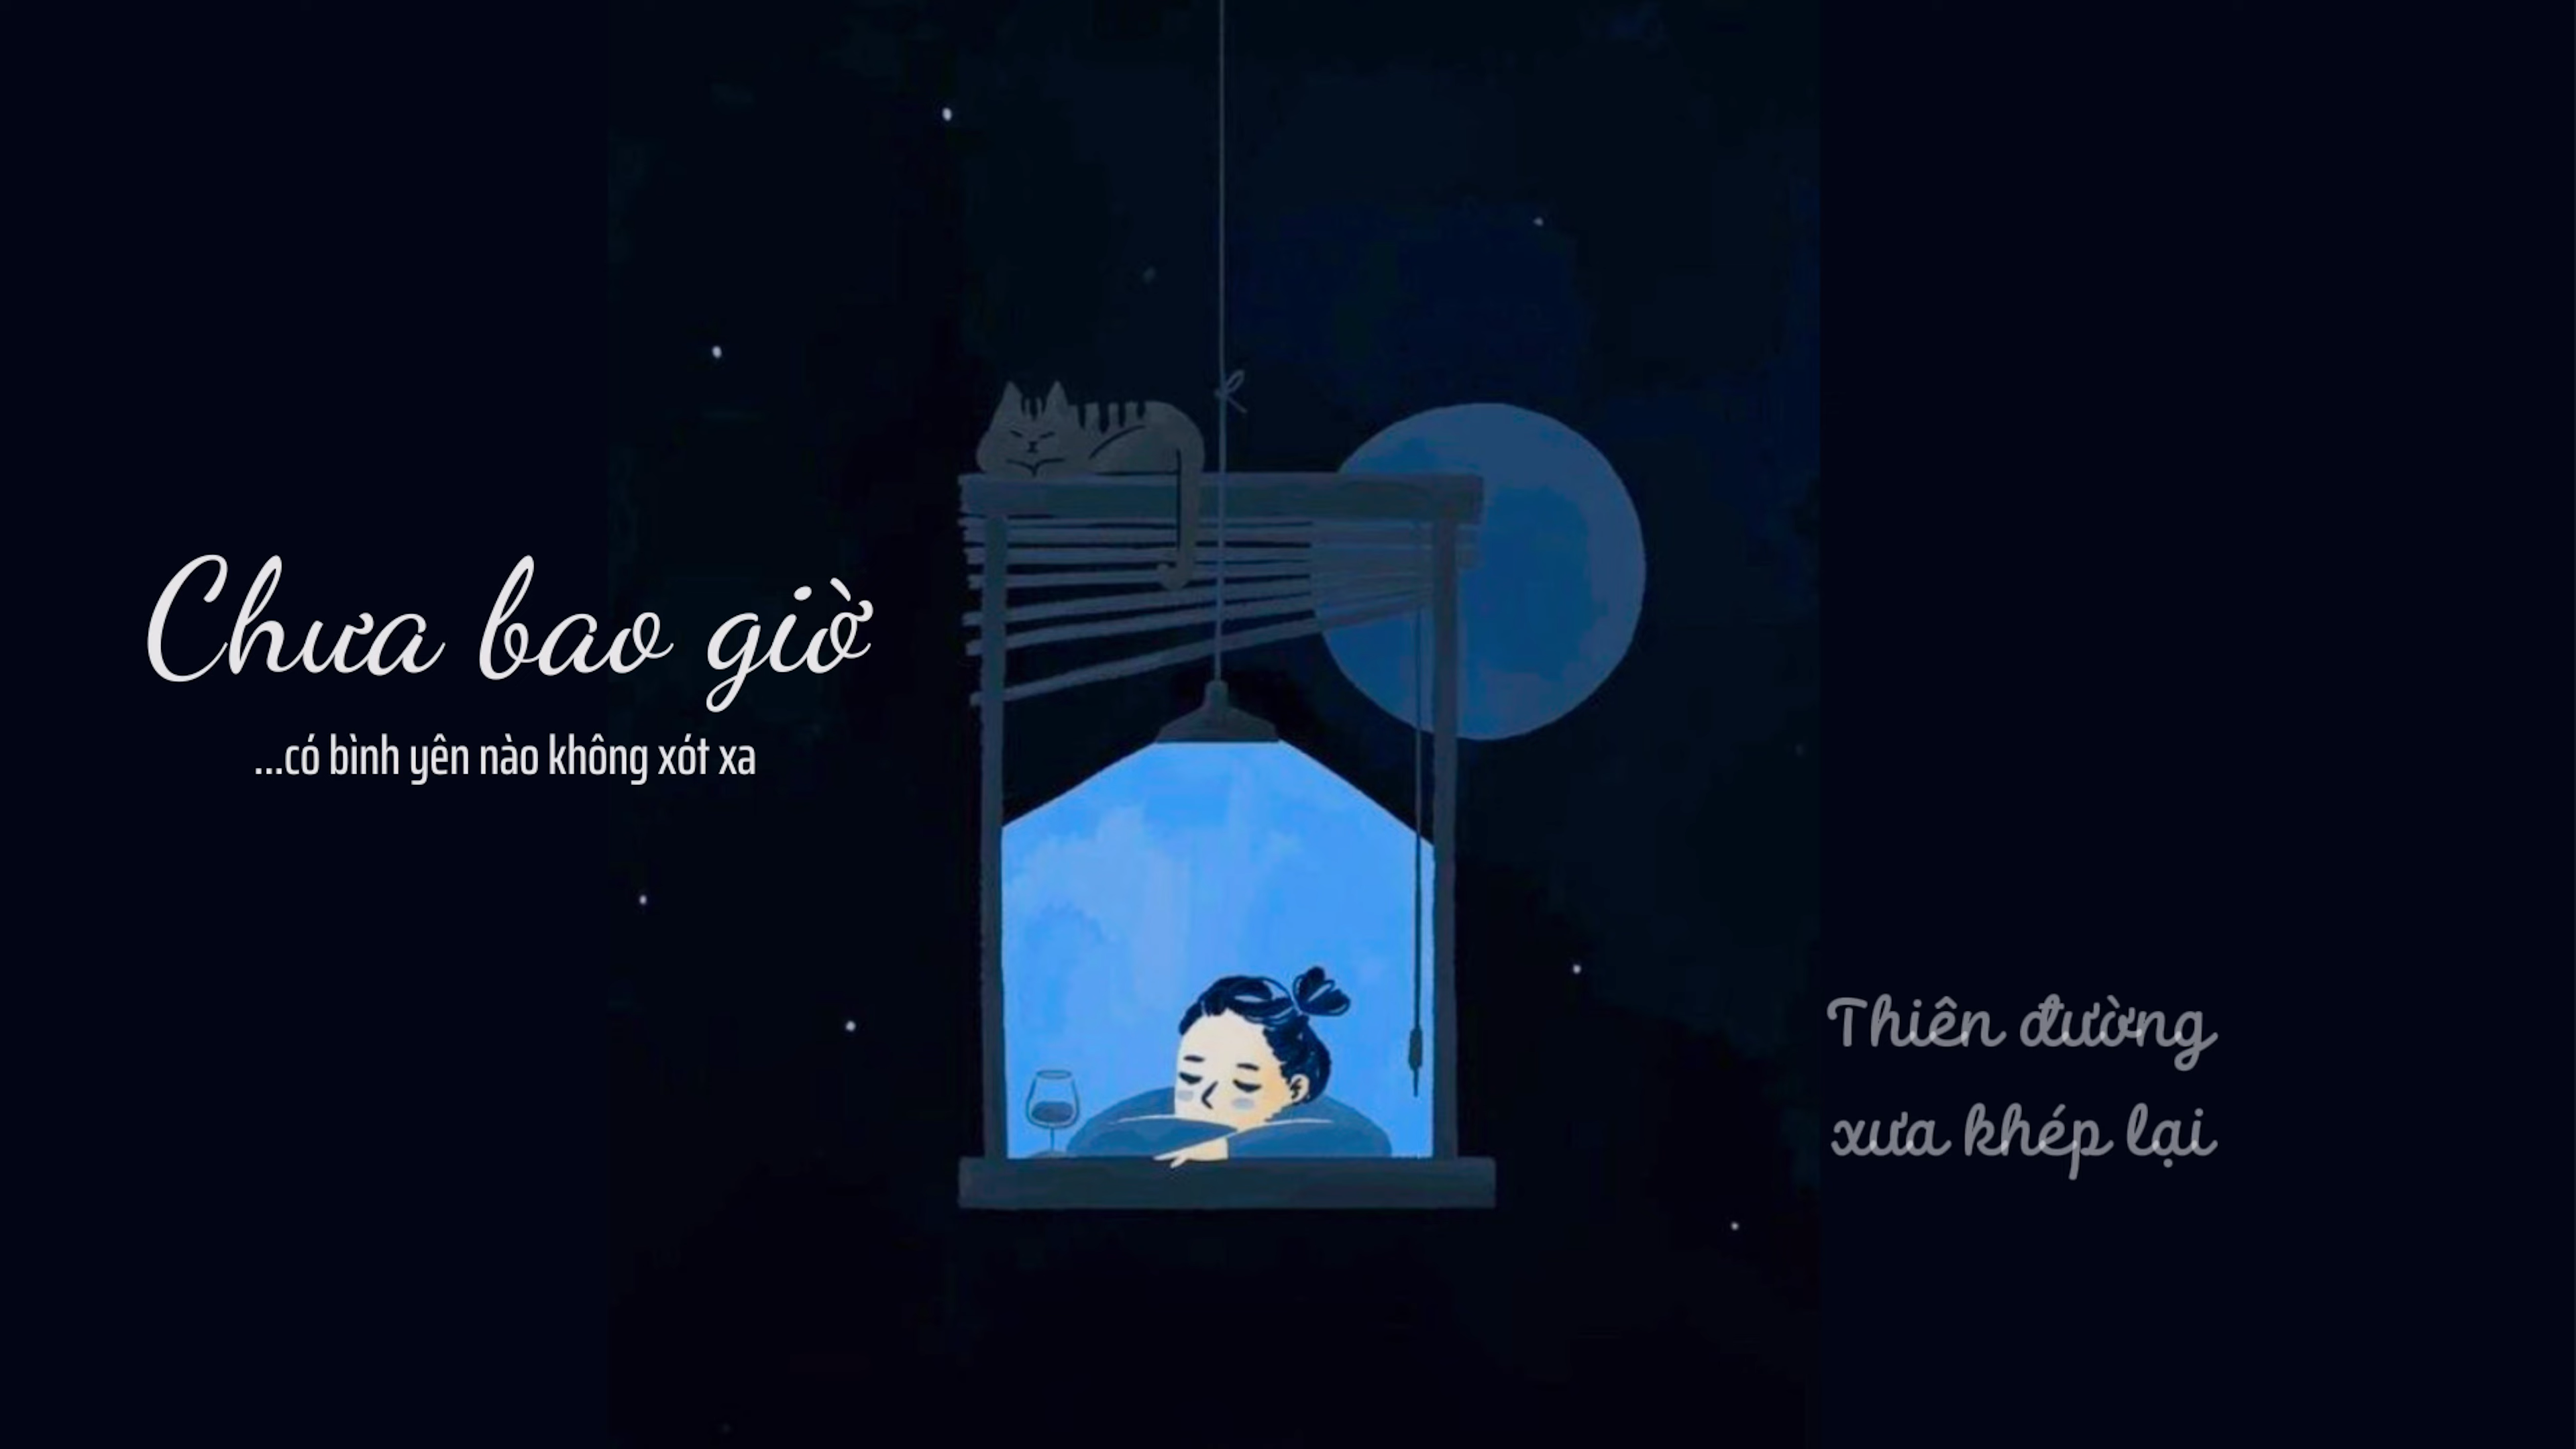 Chưa bao giờ
...có bình yên nào không xót xa
Thiên đường
xưa khép lại